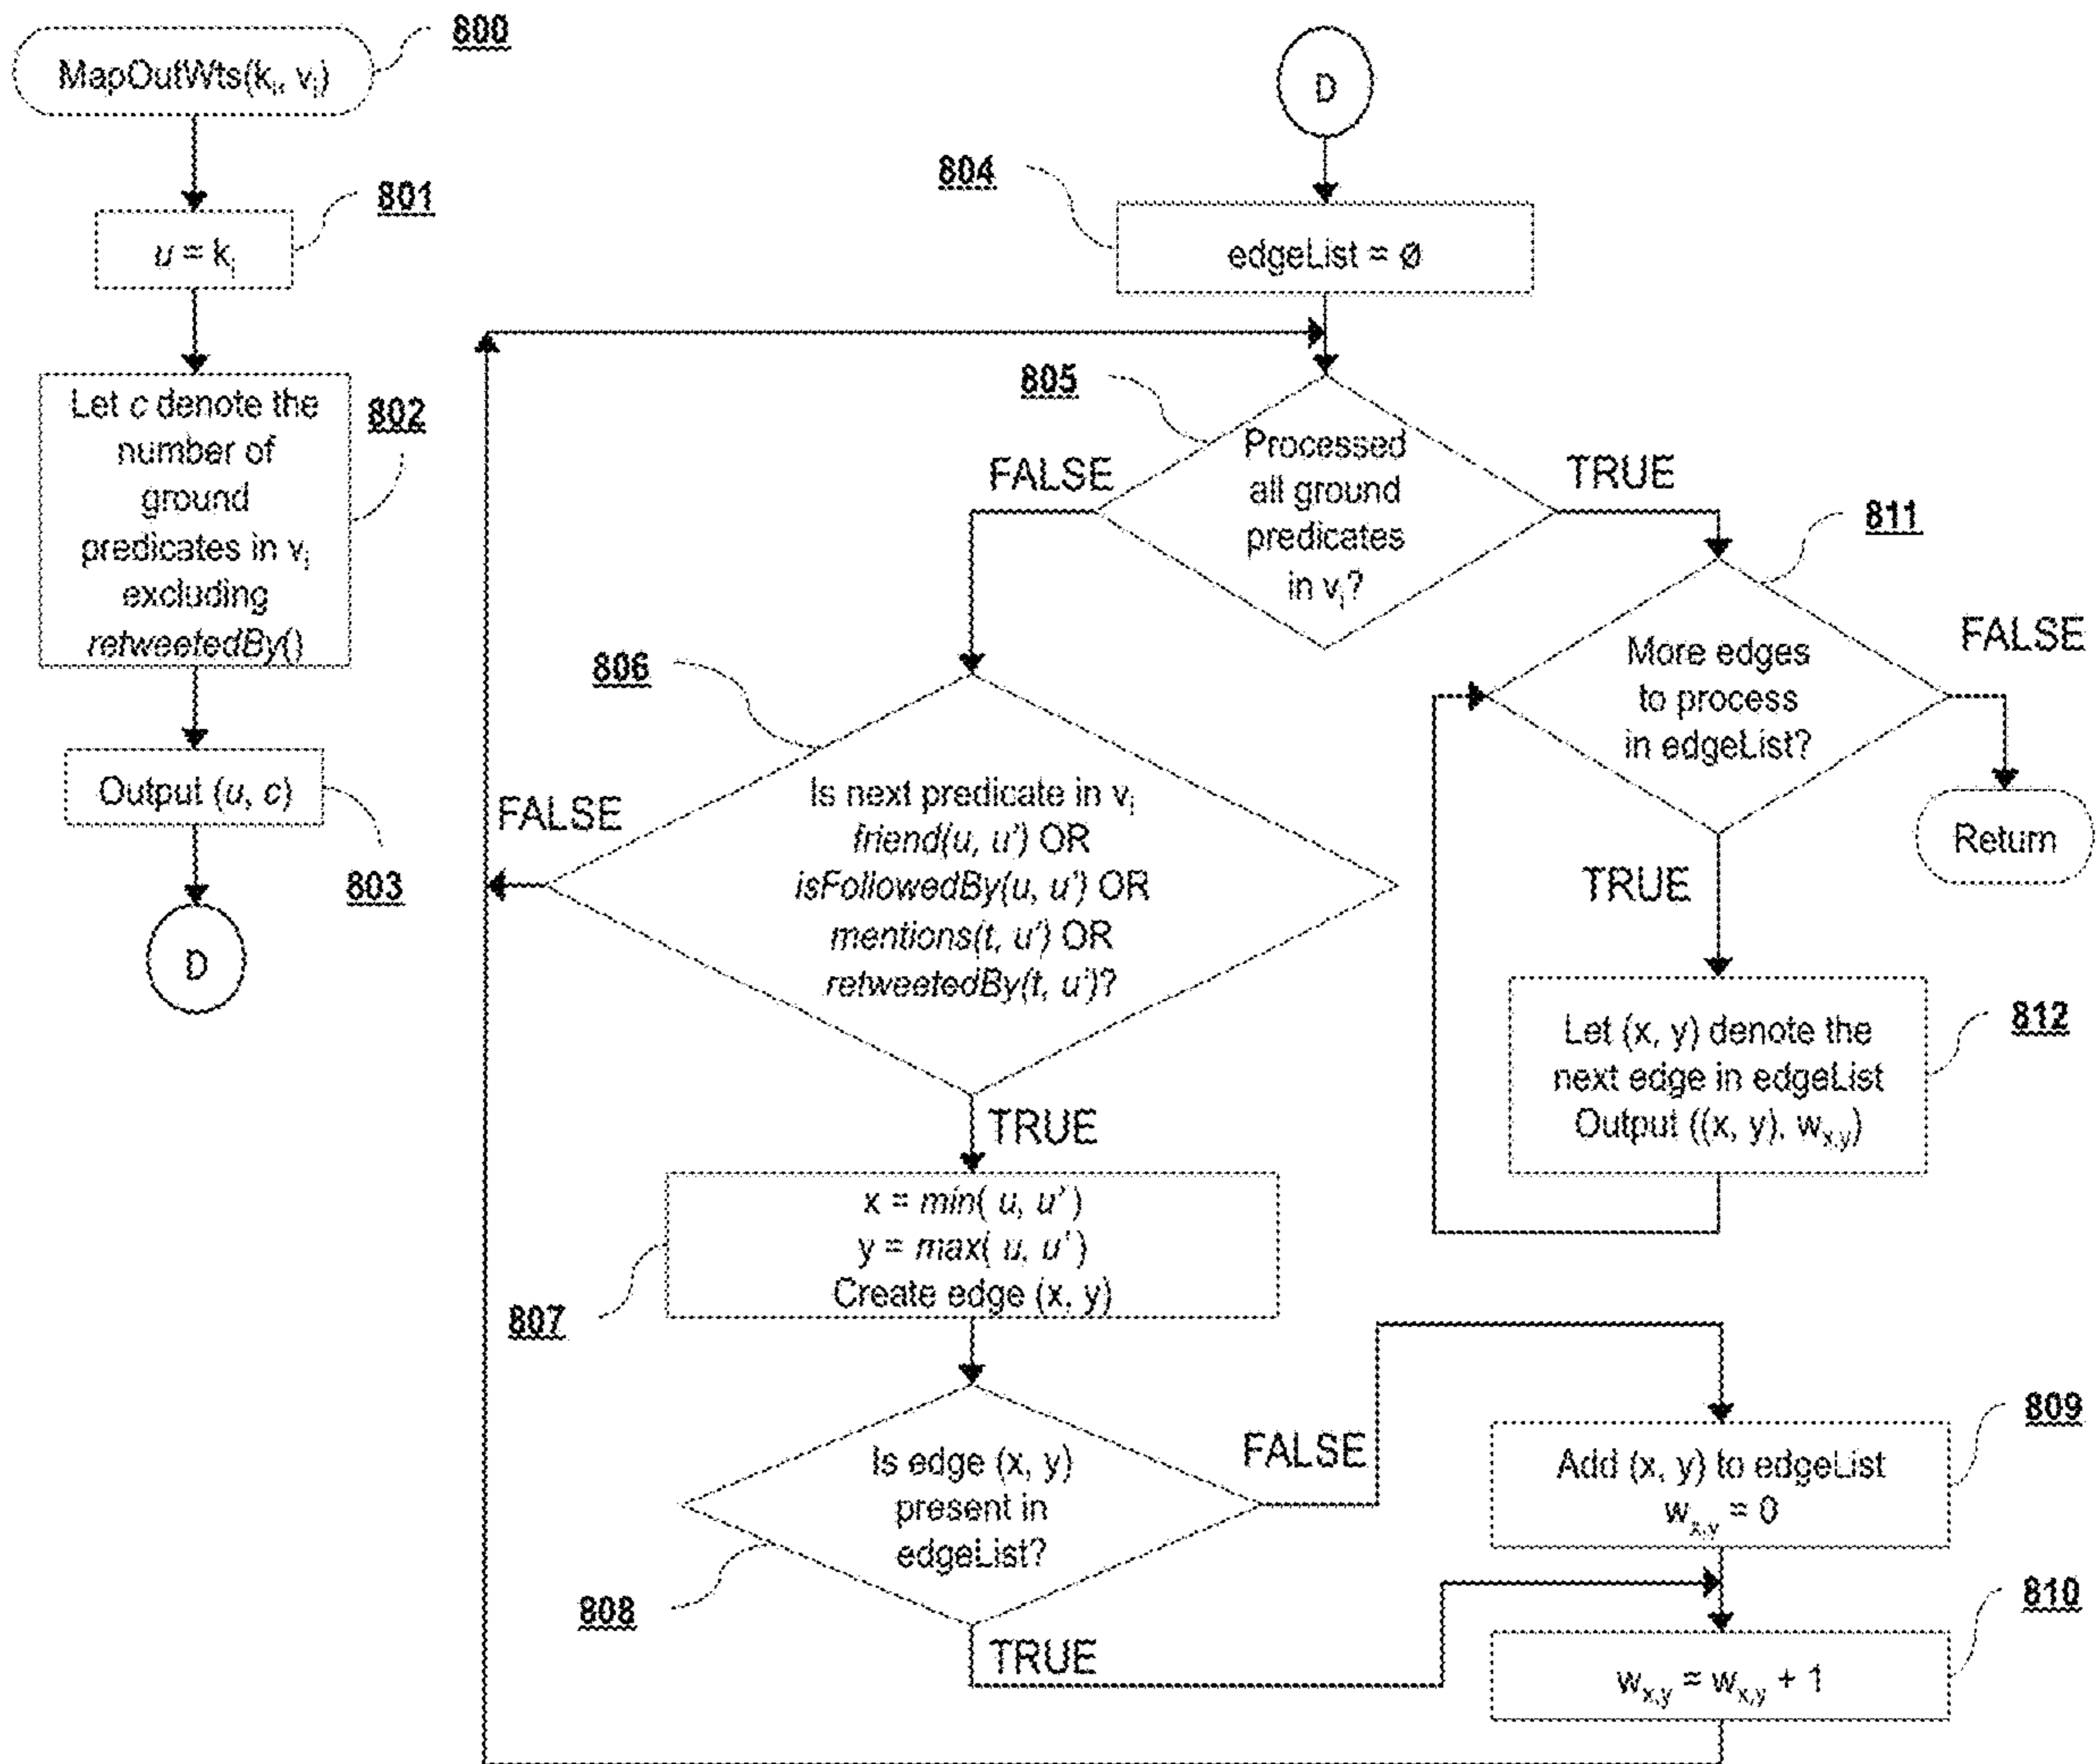 800
MapOutWts(kᵢ, vᵢ)
801
u = kᵢ
802
Let c denote the
number of
ground
predicates in vᵢ
excluding
retweetedBy()
Output (u, c)
803
D
D
804
edgeList = ø
805
Processed
all ground
predicates
in vᵢ?
FALSE
TRUE
811
More edges
to process
in edgeList?
FALSE
Return
TRUE
812
Let (x, y) denote the
next edge in edgeList
Output ((x, y), wₓ,ᵧ)
806
Is next predicate in vᵢ
friend(u, u') OR
isFollowedBy(u, u') OR
mentions(t, u') OR
retweetedBy(t, u')?
FALSE
TRUE
x = min( u, u' )
y = max( u, u' )
Create edge (x, y)
807
Is edge (x, y)
present in
edgeList?
808
FALSE
TRUE
809
Add (x, y) to edgeList
wₓ,ᵧ = 0
810
wₓ,ᵧ = wₓ,ᵧ + 1